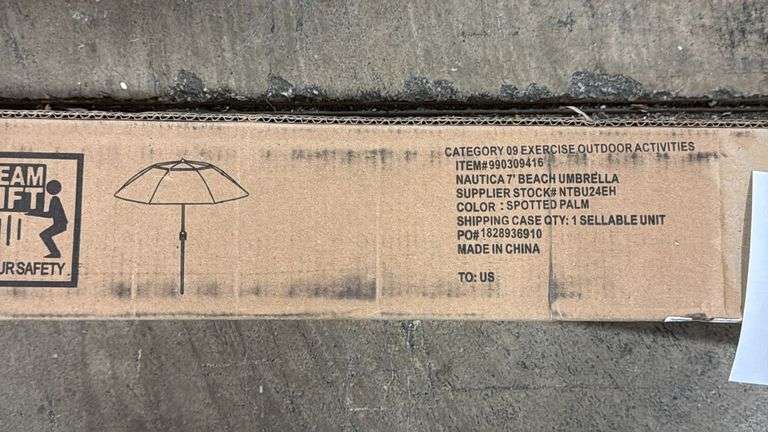 EAM
IFT
UR SAFETY
CATEGORY 09 EXERCISE OUTDOOR ACTIVITIES
ITEM#990309416
NAUTICA 7' BEACH UMBRELLA
SUPPLIER STOCK# NTBU24EH
COLOR : SPOTTED PALM
SHIPPING CASE QTY: 1 SELLABLE UNIT
PO# 1828936910
MADE IN CHINA
TO: US